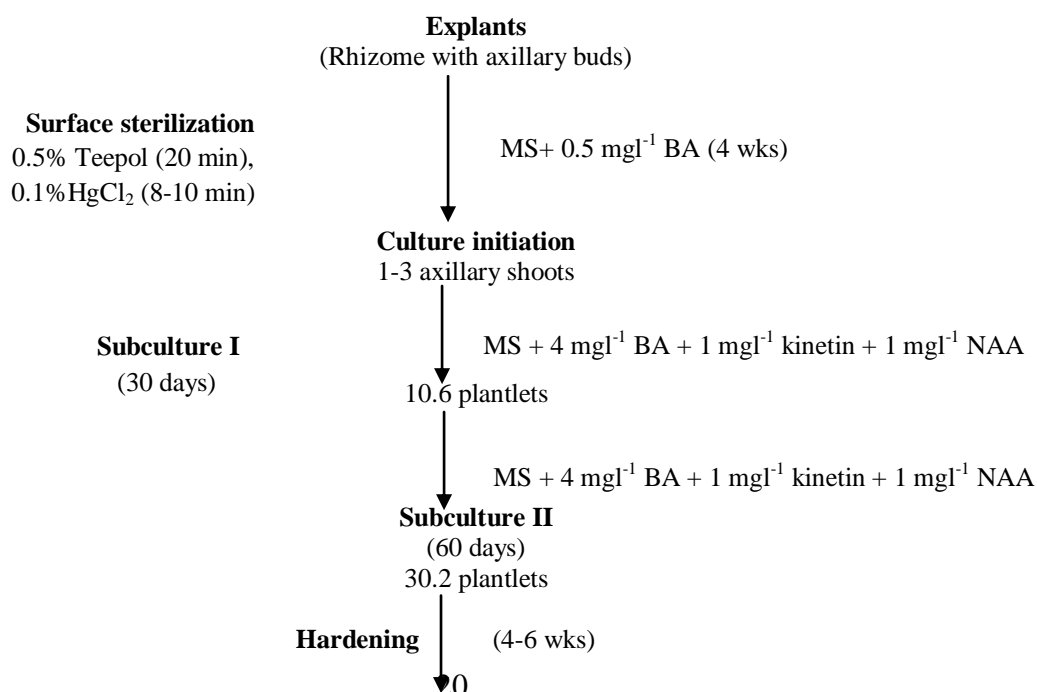 Explants
(Rhizome with axillary buds)
Surface sterilization
0.5% Teepol (20 min),
0.1%HgCl₂ (8-10 min)
MS+ 0.5 mgl⁻¹ BA (4 wks)
Culture initiation
1-3 axillary shoots
Subculture I
(30 days)
MS + 4 mgl⁻¹ BA + 1 mgl⁻¹ kinetin + 1 mgl⁻¹ NAA
10.6 plantlets
MS + 4 mgl⁻¹ BA + 1 mgl⁻¹ kinetin + 1 mgl⁻¹ NAA
Subculture II
(60 days)
30.2 plantlets
Hardening (4-6 wks)
20